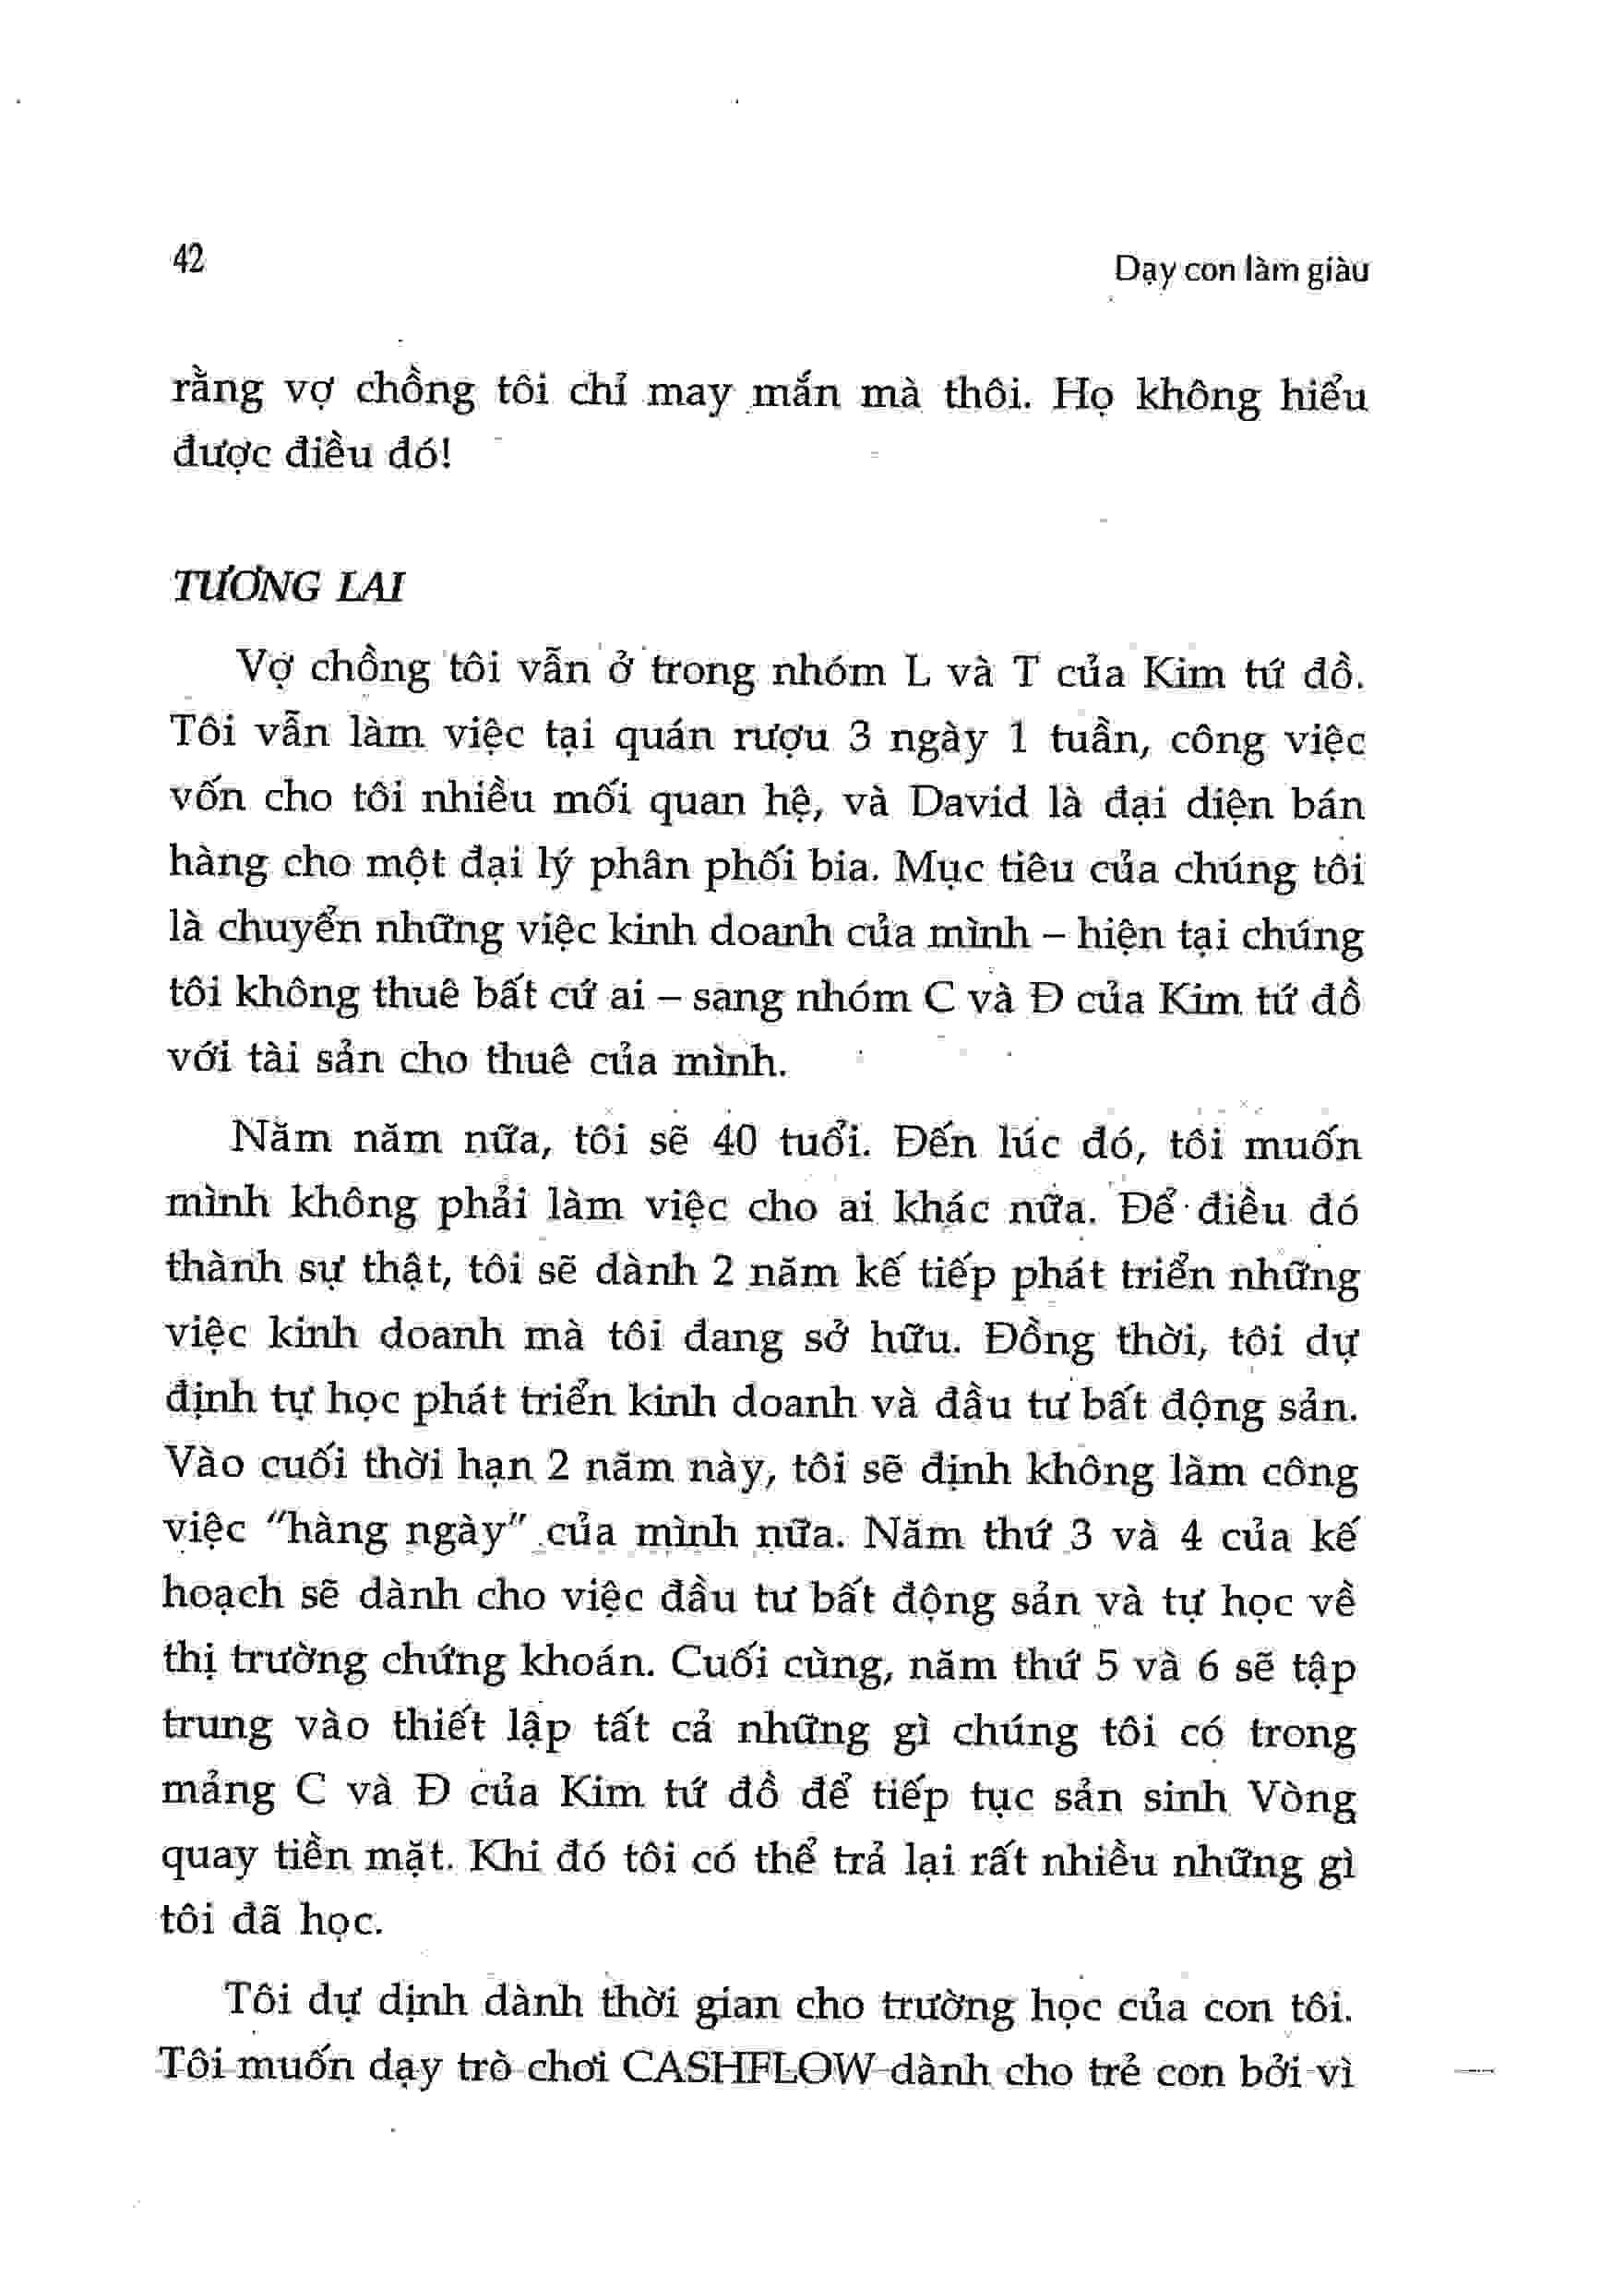 42
Dạy con làm giàu
rằng vợ chồng tôi chỉ may mắn mà thôi. Họ không hiểu
được điều đó!
TƯƠNG LAI
Vợ chồng tôi vẫn ở trong nhóm L và T của Kim tứ đồ.
Tôi vẫn làm việc tại quán rượu 3 ngày 1 tuần, công việc
vốn cho tôi nhiều mối quan hệ, và David là đại diện bán
hàng cho một đại lý phân phối bia. Mục tiêu của chúng tôi
là chuyển những việc kinh doanh của mình – hiện tại chúng
tôi không thuê bất cứ ai – sang nhóm C và Đ của Kim tứ đồ
với tài sản cho thuê của mình.
Năm năm nữa, tôi sẽ 40 tuổi. Đến lúc đó, tôi muốn
mình không phải làm việc cho ai khác nữa. Để điều đó
thành sự thật, tôi sẽ dành 2 năm kế tiếp phát triển những
việc kinh doanh mà tôi đang sở hữu. Đồng thời, tôi dự
định tự học phát triển kinh doanh và đầu tư bất động sản.
Vào cuối thời hạn 2 năm này, tôi sẽ định không làm công
việc "hàng ngày" của mình nữa. Năm thứ 3 và 4 của kế
hoạch sẽ dành cho việc đầu tư bất động sản và tự học về
thị trường chứng khoán. Cuối cùng, năm thứ 5 và 6 sẽ tập
trung vào thiết lập tất cả những gì chúng tôi có trong
mảng C và Đ của Kim tứ đồ để tiếp tục sản sinh Vòng
quay tiền mặt. Khi đó tôi có thể trả lại rất nhiều những gì
tôi đã học.
Tôi dự định dành thời gian cho trường học của con tôi.
Tôi muốn dạy trò chơi CASHFLOW dành cho trẻ con bởi vì